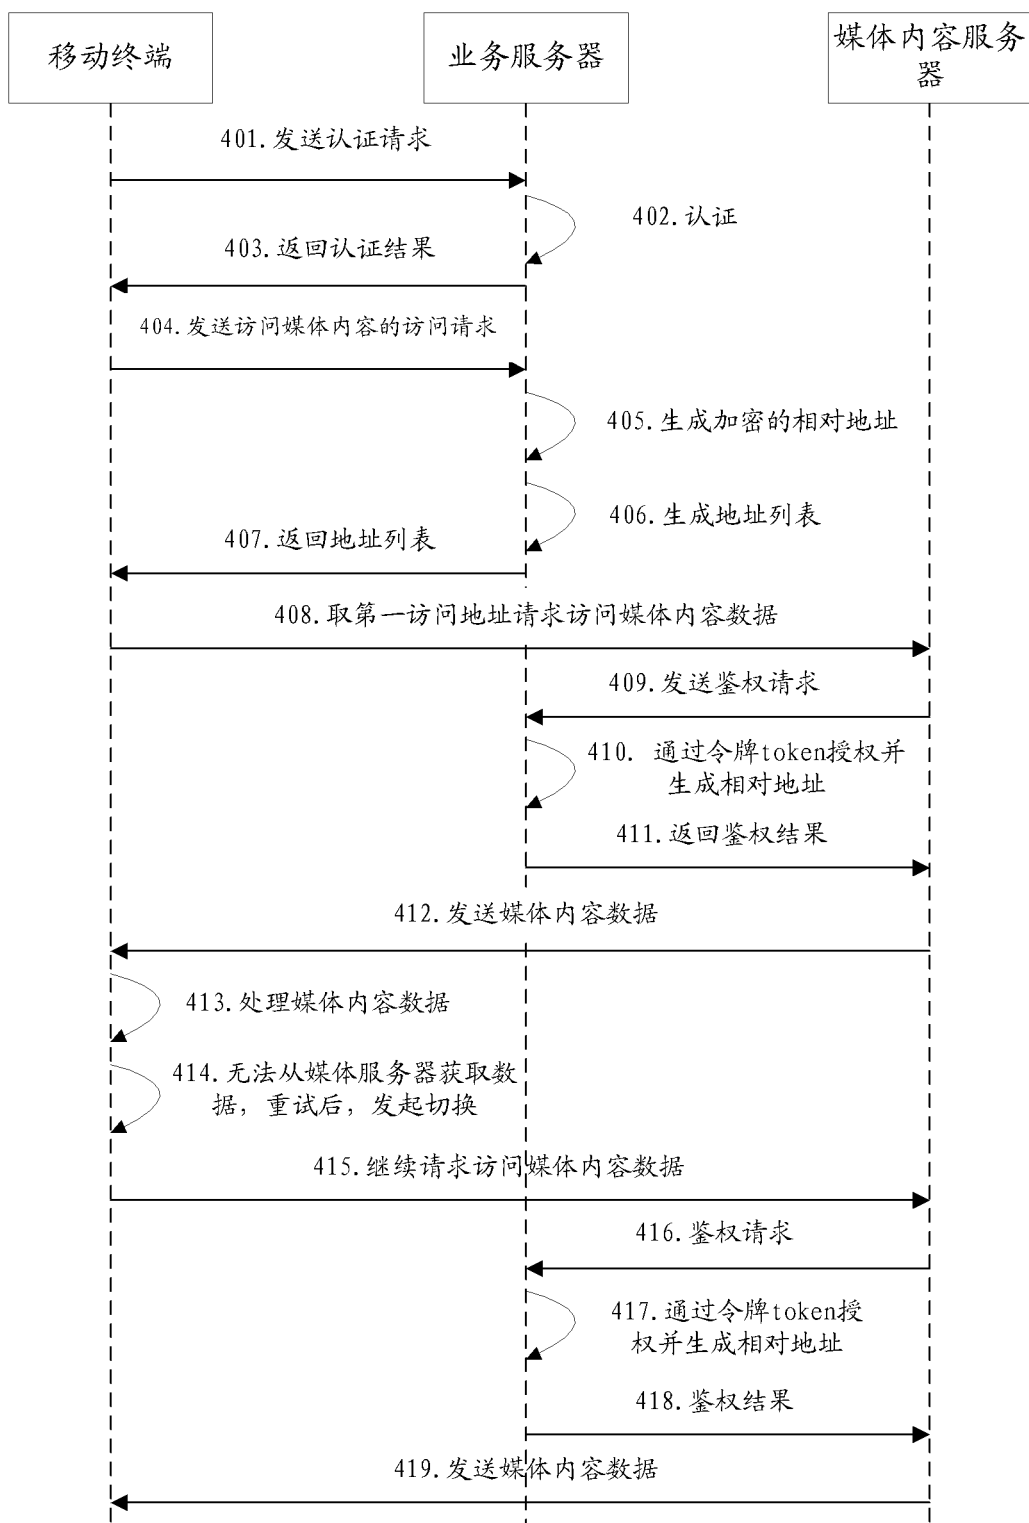 移动终端
业务服务器
媒体内容服务
器
401.发送认证请求
402.认证
403.返回认证结果
404.发送访问媒体内容的访问请求
405.生成加密的相对地址
406.生成地址列表
407.返回地址列表
408.取第一访问地址请求访问媒体内容数据
409.发送鉴权请求
410. 通过令牌token授权并
生成相对地址
411.返回鉴权结果
412.发送媒体内容数据
413.处理媒体内容数据
414.无法从媒体服务器获取数
据，重试后，发起切换
415.继续请求访问媒体内容数据
416.鉴权请求
417.通过令牌token授
权并生成相对地址
418.鉴权结果
419.发送媒体内容数据